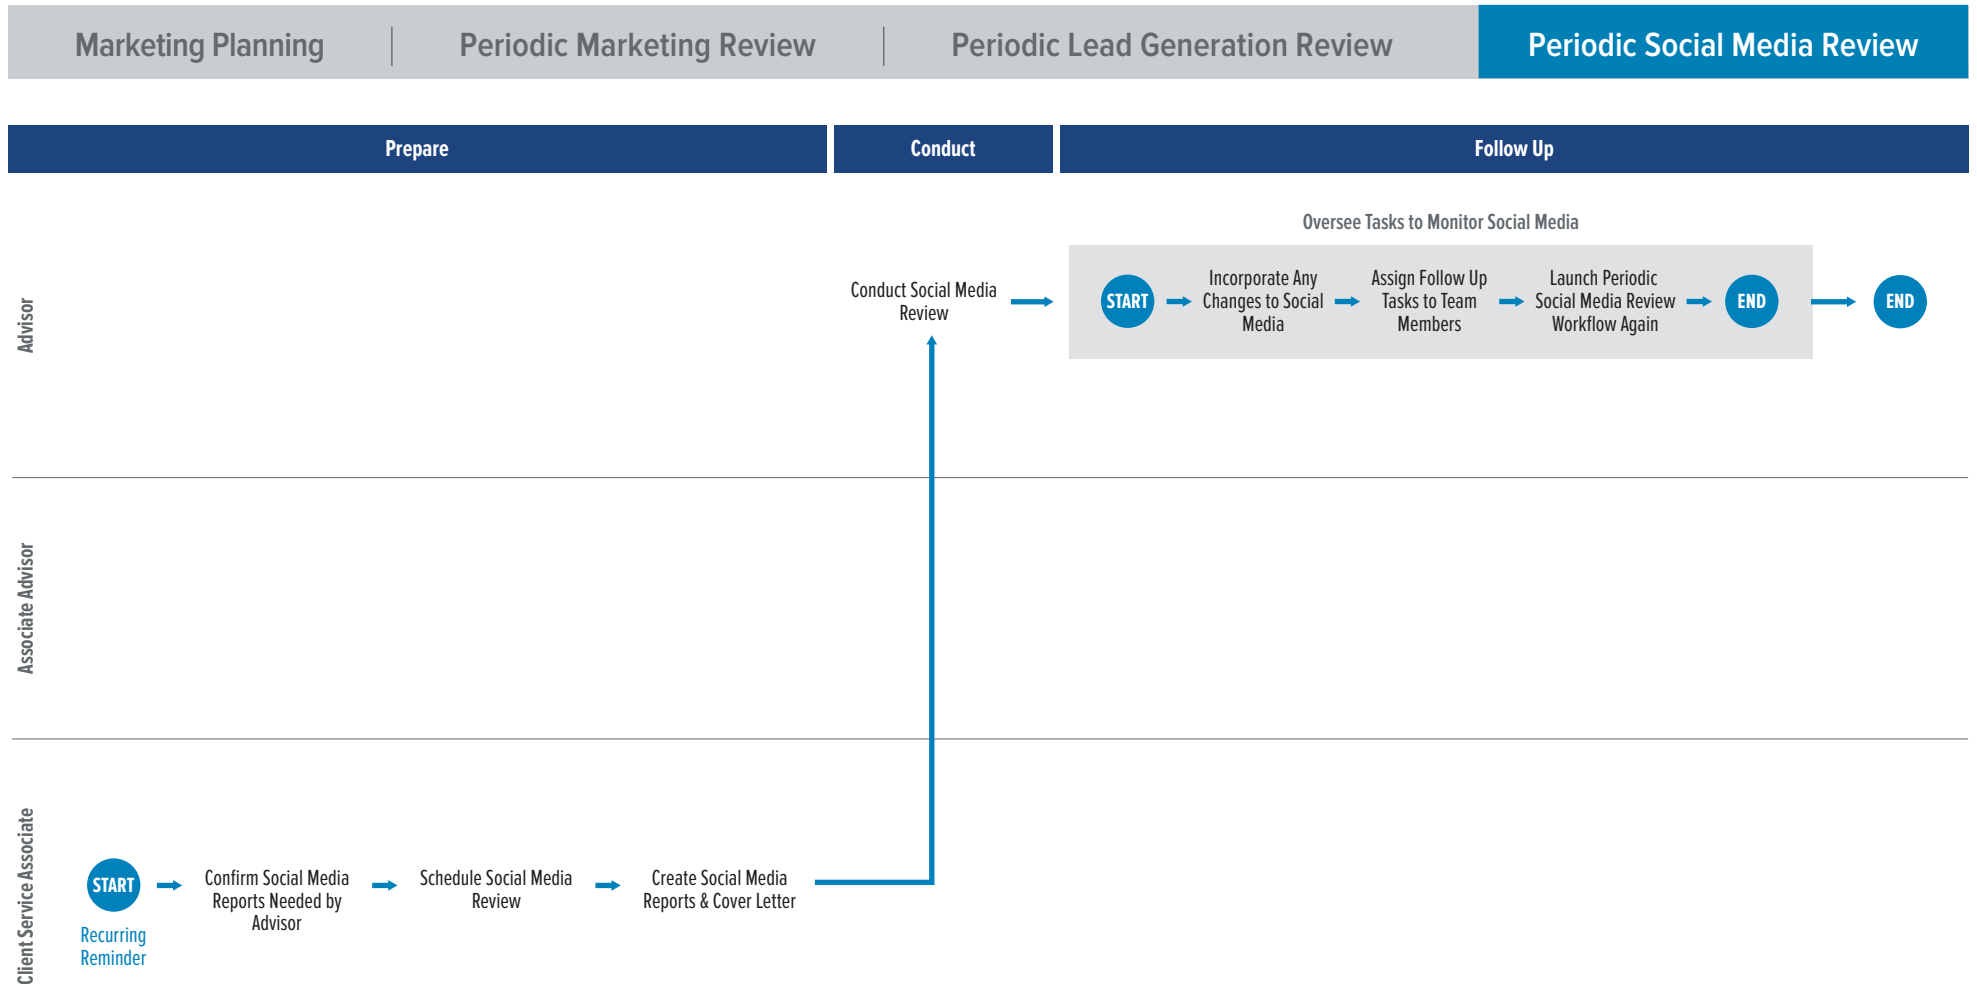 Marketing Planning
Periodic Marketing Review
Periodic Lead Generation Review
Periodic Social Media Review
Prepare
Conduct
Follow Up
Advisor
Oversee Tasks to Monitor Social Media
Conduct Social Media
Review
START
Incorporate Any
Changes to Social
Media
Assign Follow Up
Tasks to Team
Members
Launch Periodic
Social Media Review
Workflow Again
END
END
Associate Advisor
Client Service Associate
START
Recurring
Reminder
Confirm Social Media
Reports Needed by
Advisor
Schedule Social Media
Review
Create Social Media
Reports & Cover Letter